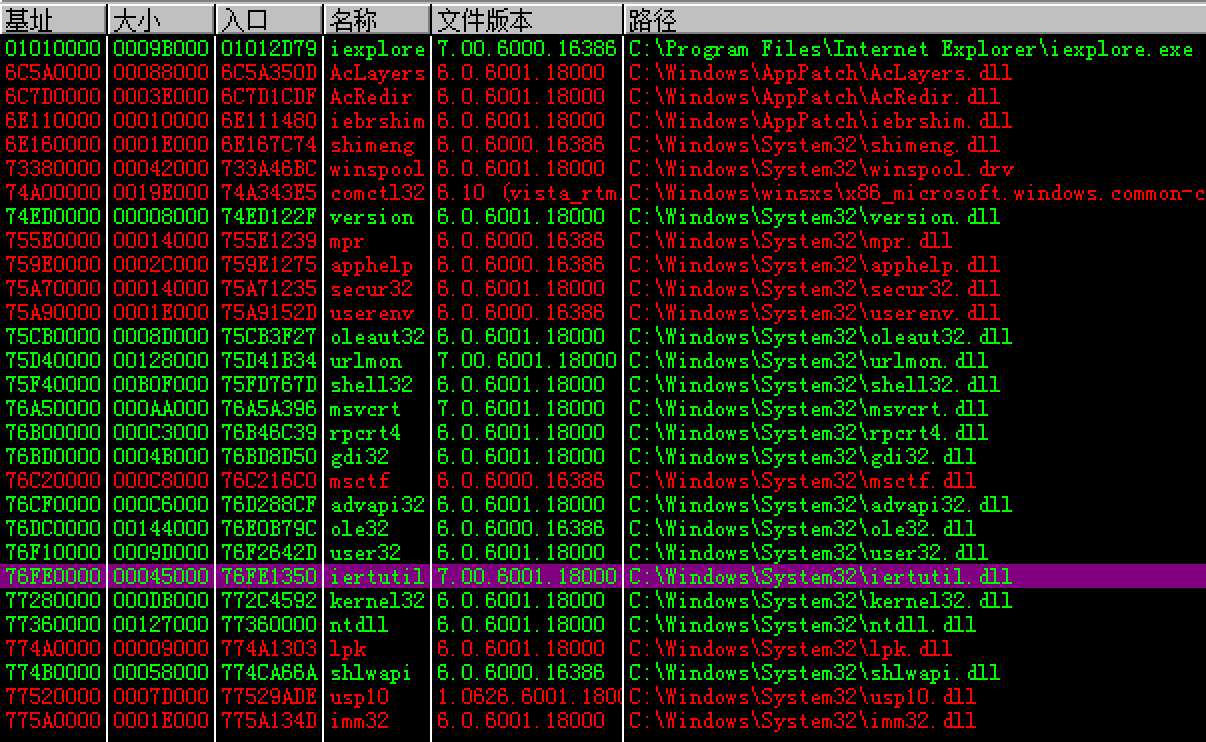 基址 大小 入口 名称 文件版本 路径
01010000 0009B000 01012D79 iexplore 7.00.6000.16386 C:\Program Files\Internet Explorer\iexplore.exe
6C5A0000 00088000 6C5A350D AcLayers 6.0.6001.18000 C:\Windows\AppPatch\AcLayers.dll
6C7D0000 0003E000 6C7D1CDF AcRedir 6.0.6001.18000 C:\Windows\AppPatch\AcRedir.dll
6E110000 00010000 6E111480 iebrshim 6.0.6001.18000 C:\Windows\AppPatch\iebrshim.dll
6E160000 0001E000 6E167C74 shimeng 6.0.6000.16386 C:\Windows\System32\shimeng.dll
73380000 00042000 733A46BC winspool 6.0.6001.18000 C:\Windows\System32\winspool.drv
74A00000 0019E000 74A343E5 comctl32 6.10 (vista_rtm. C:\Windows\winsxs\x86_microsoft.windows.common-c
74ED0000 00008000 74ED122F version 6.0.6001.18000 C:\Windows\System32\version.dll
755E0000 00014000 755E1239 mpr 6.0.6000.16386 C:\Windows\System32\mpr.dll
759E0000 0002C000 759E1275 apphelp 6.0.6000.16386 C:\Windows\System32\apphelp.dll
75A70000 00014000 75A71235 secur32 6.0.6001.18000 C:\Windows\System32\secur32.dll
75A90000 0001E000 75A9152D userenv 6.0.6000.16386 C:\Windows\System32\userenv.dll
75CB0000 0008D000 75CB3F27 oleaut32 6.0.6001.18000 C:\Windows\System32\oleaut32.dll
75D40000 00128000 75D41B34 urlmon 7.00.6001.18000 C:\Windows\System32\urlmon.dll
75F40000 00B0F000 75FD767D shell32 6.0.6001.18000 C:\Windows\System32\shell32.dll
76A50000 000AA000 76A5A396 msvcrt 7.0.6001.18000 C:\Windows\System32\msvcrt.dll
76B00000 000C3000 76B46C39 rpcrt4 6.0.6001.18000 C:\Windows\System32\rpcrt4.dll
76BD0000 0004B000 76BD8D50 gdi32 6.0.6001.18000 C:\Windows\System32\gdi32.dll
76C20000 000C8000 76C216C0 msctf 6.0.6000.16386 C:\Windows\System32\msctf.dll
76CF0000 000C6000 76D288CF advapi32 6.0.6001.18000 C:\Windows\System32\advapi32.dll
76DC0000 00144000 76E0B79C ole32 6.0.6000.16386 C:\Windows\System32\ole32.dll
76F10000 0009D000 76F2642D user32 6.0.6001.18000 C:\Windows\System32\user32.dll
76FE0000 00045000 76FE1350 iertutil 7.00.6001.18000 C:\Windows\System32\iertutil.dll
77280000 000DB000 772C4592 kernel32 6.0.6001.18000 C:\Windows\System32\kernel32.dll
77360000 00127000 77360000 ntdll 6.0.6001.18000 C:\Windows\System32\ntdll.dll
774A0000 00009000 774A1303 lpk 6.0.6001.18000 C:\Windows\System32\lpk.dll
774B0000 00058000 774CA66A shlwapi 6.0.6000.16386 C:\Windows\System32\shlwapi.dll
77520000 0007D000 77529ADE usp10 1.0626.6001.1800 C:\Windows\System32\usp10.dll
775A0000 0001E000 775A134D imm32 6.0.6001.18000 C:\Windows\System32\imm32.dll